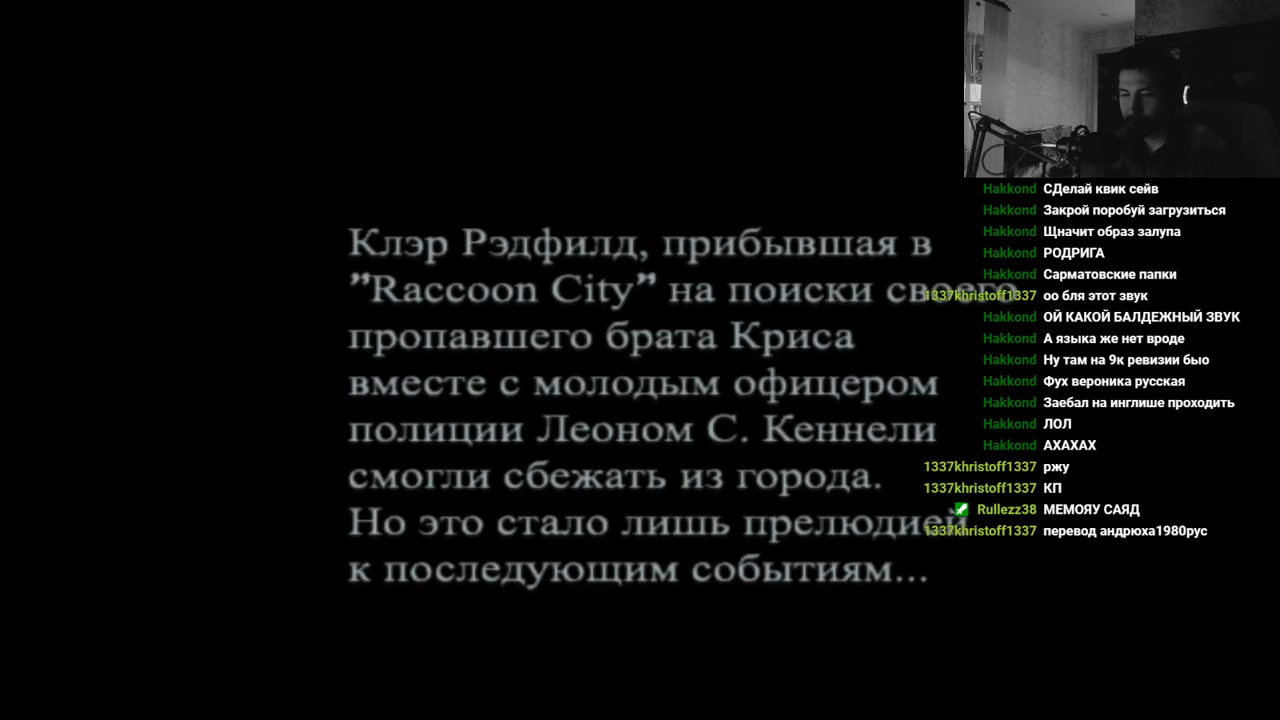 Клэр Рэдфилд, прибывшая в
"Raccoon City" на поиски своего
пропавшего брата Криса
вместе с молодым офицером
полиции Леоном С. Кеннели
смогли сбежать из города.
Но это стало лишь прелюдией
к последующим событиям...
Hakkond СДелай квик сейв
Hakkond Закрой поробуй загрузиться
Hakkond Щначит образ залупа
Hakkond РОДРИГА
Hakkond Сарматовские папки
1337khristoff1337 оо бля этот звук
Hakkond ОЙ КАКОЙ БАЛДЕЖНЫЙ ЗВУК
Hakkond А языка же нет вроде
Hakkond Ну там на 9к ревизии быо
Hakkond Фух вероника русская
Hakkond Заебал на инглише проходить
Hakkond ЛОЛ
Hakkond АХАХАХ
1337khristoff1337 ржу
1337khristoff1337 КП
Rullezz38 МЕМОЯУ САЯД
1337khristoff1337 перевод андрюха1980рус